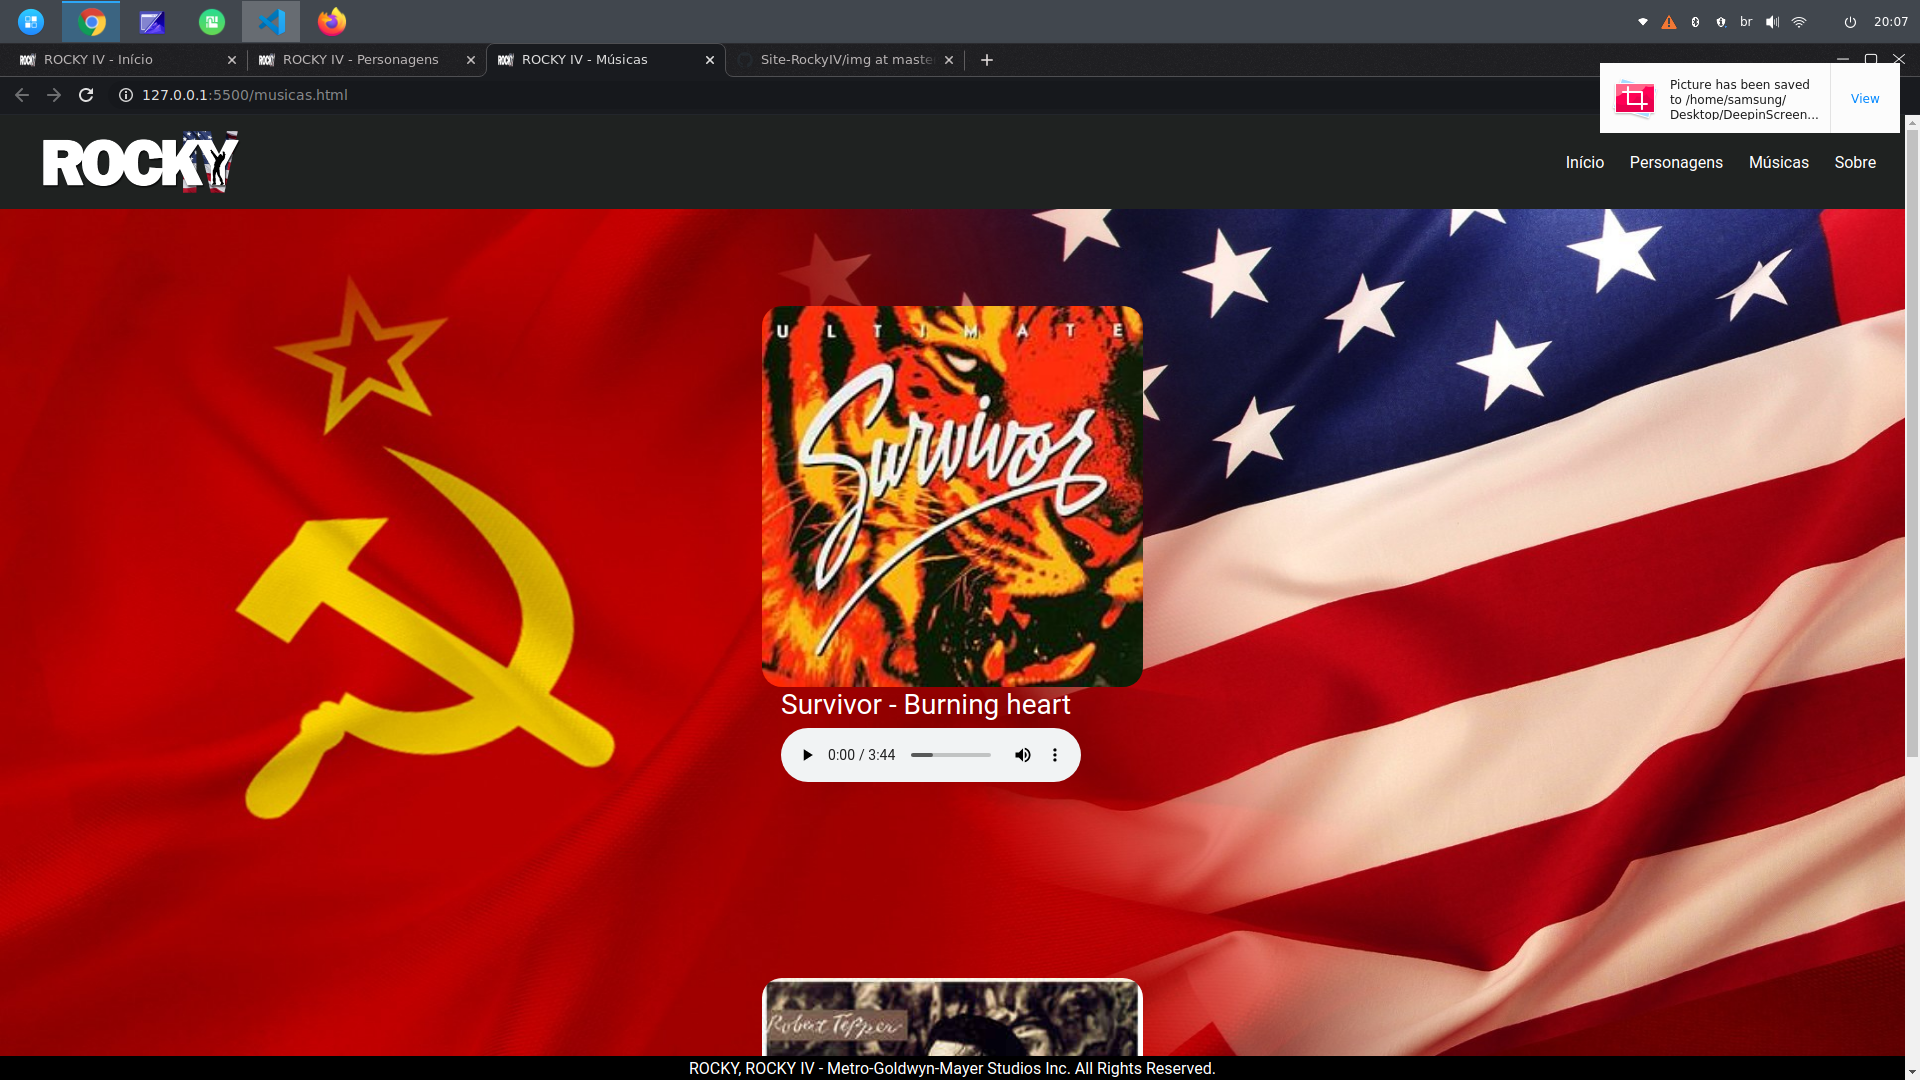 br
20:07
ROCKY IV - Início
ROCKY IV - Personagens
ROCKY IV - Músicas
Site-RockyIV/img at maste
127.0.0.1:5500/musicas.html
Picture has been saved
to /home/samsung/
Desktop/DeepinScreen...
View
ROCKY
Início
Personagens
Músicas
Sobre
ULTIMATE
Survivor
Survivor - Burning heart
0:00 / 3:44
Robert Tepper
ROCKY, ROCKY IV - Metro-Goldwyn-Mayer Studios Inc. All Rights Reserved.